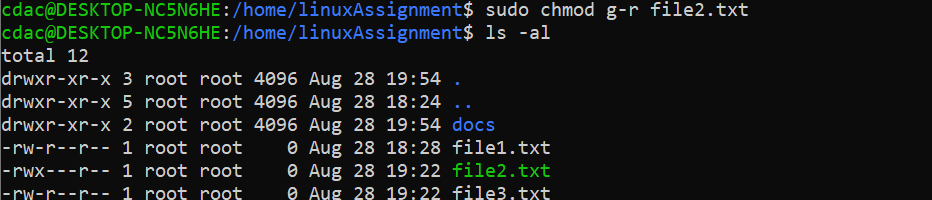 cdac@DESKTOP-NC5N6HE:/home/linuxAssignment$ sudo chmod g-r file2.txt
cdac@DESKTOP-NC5N6HE:/home/linuxAssignment$ ls -al
total 12
drwxr-xr-x 3 root root 4096 Aug 28 19:54 .
drwxr-xr-x 5 root root 4096 Aug 28 18:24 ..
drwxr-xr-x 2 root root 4096 Aug 28 19:54 docs
-rw-r--r-- 1 root root    0 Aug 28 18:28 file1.txt
-rwx---r-- 1 root root    0 Aug 28 19:22 file2.txt
-rw-r--r-- 1 root root    0 Aug 28 19:22 file3.txt